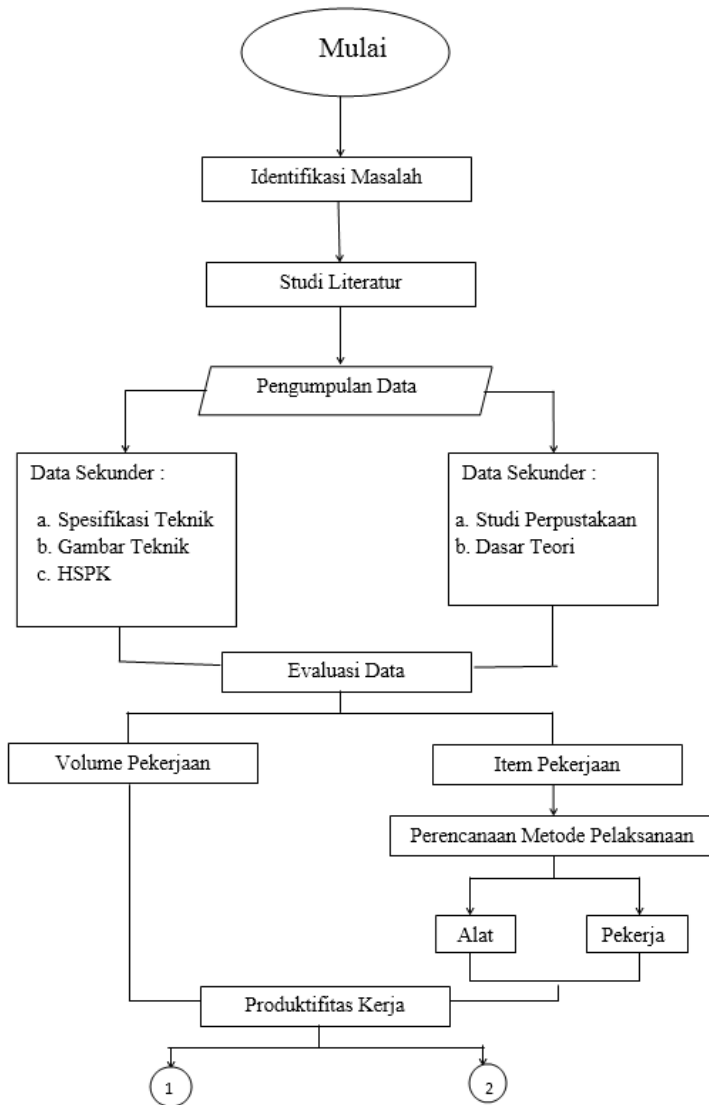 Mulai
Identifikasi Masalah
Studi Literatur
Pengumpulan Data
Data Sekunder :
a. Spesifikasi Teknik
b. Gambar Teknik
c. HSPK
Data Sekunder :
a. Studi Perpustakaan
b. Dasar Teori
Evaluasi Data
Volume Pekerjaan
Item Pekerjaan
Perencanaan Metode Pelaksanaan
Alat
Pekerja
Produktifitas Kerja
1
2